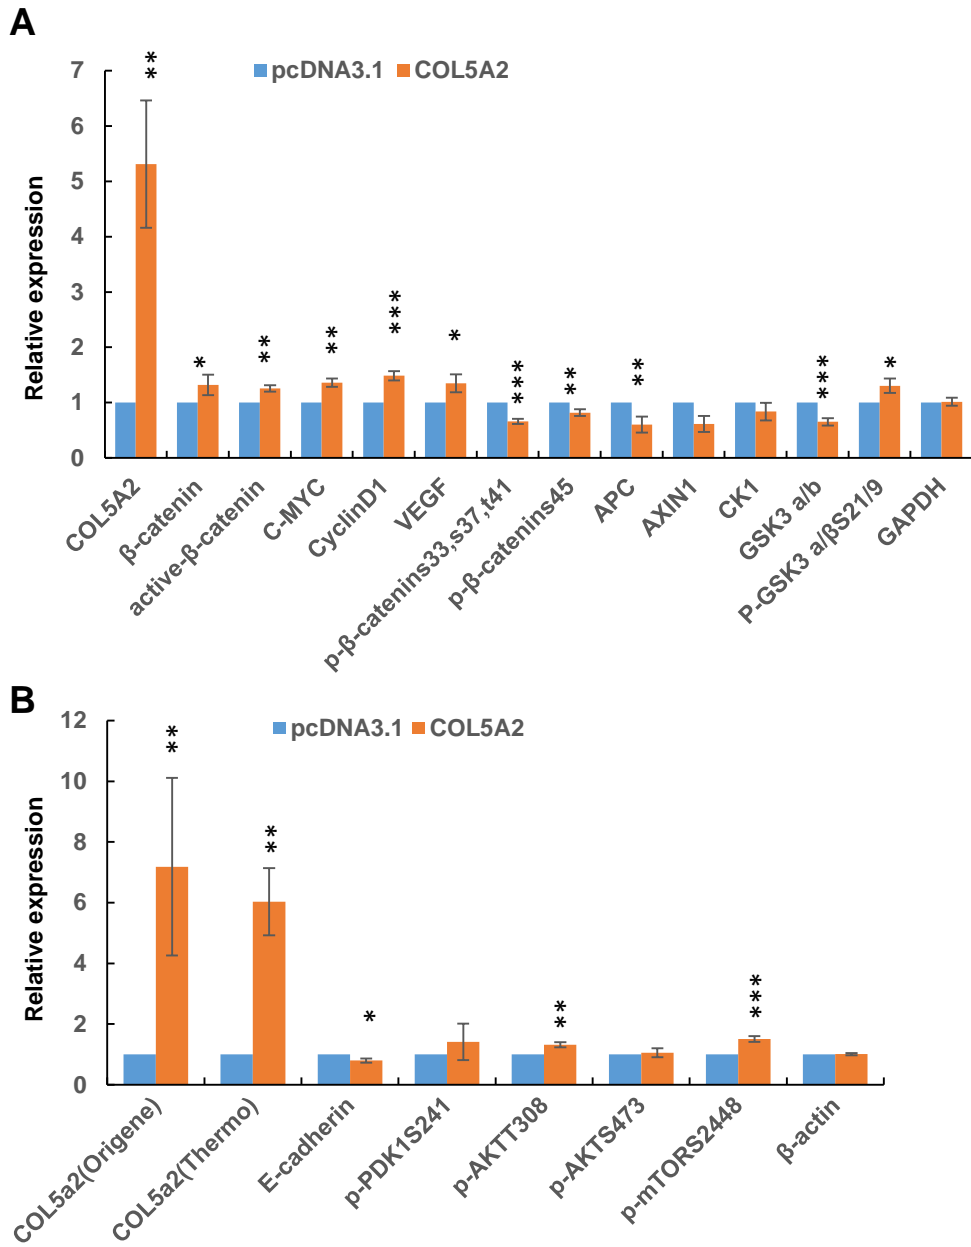 A
pcDNA3.1 COL5A2
Relative expression
7
6
5
4
3
2
1
0
** * ** ** *** * *** ** ** *** *
COL5A2
β-catenin
active-β-catenin
C-MYC
CyclinD1
VEGF
p-β-catenins33,s37,t41
p-β-catenins45
APC
AXIN1
CK1
GSK3 a/b
P-GSK3 a/βS21/9
GAPDH
B
pcDNA3.1 COL5A2
Relative expression
12
10
8
6
4
2
0
** ** * ** ***
COL5a2(Origene)
COL5a2(Thermo)
E-cadherin
p-PDK1S241
p-AKTT308
p-AKTS473
p-mTORS2448
β-actin